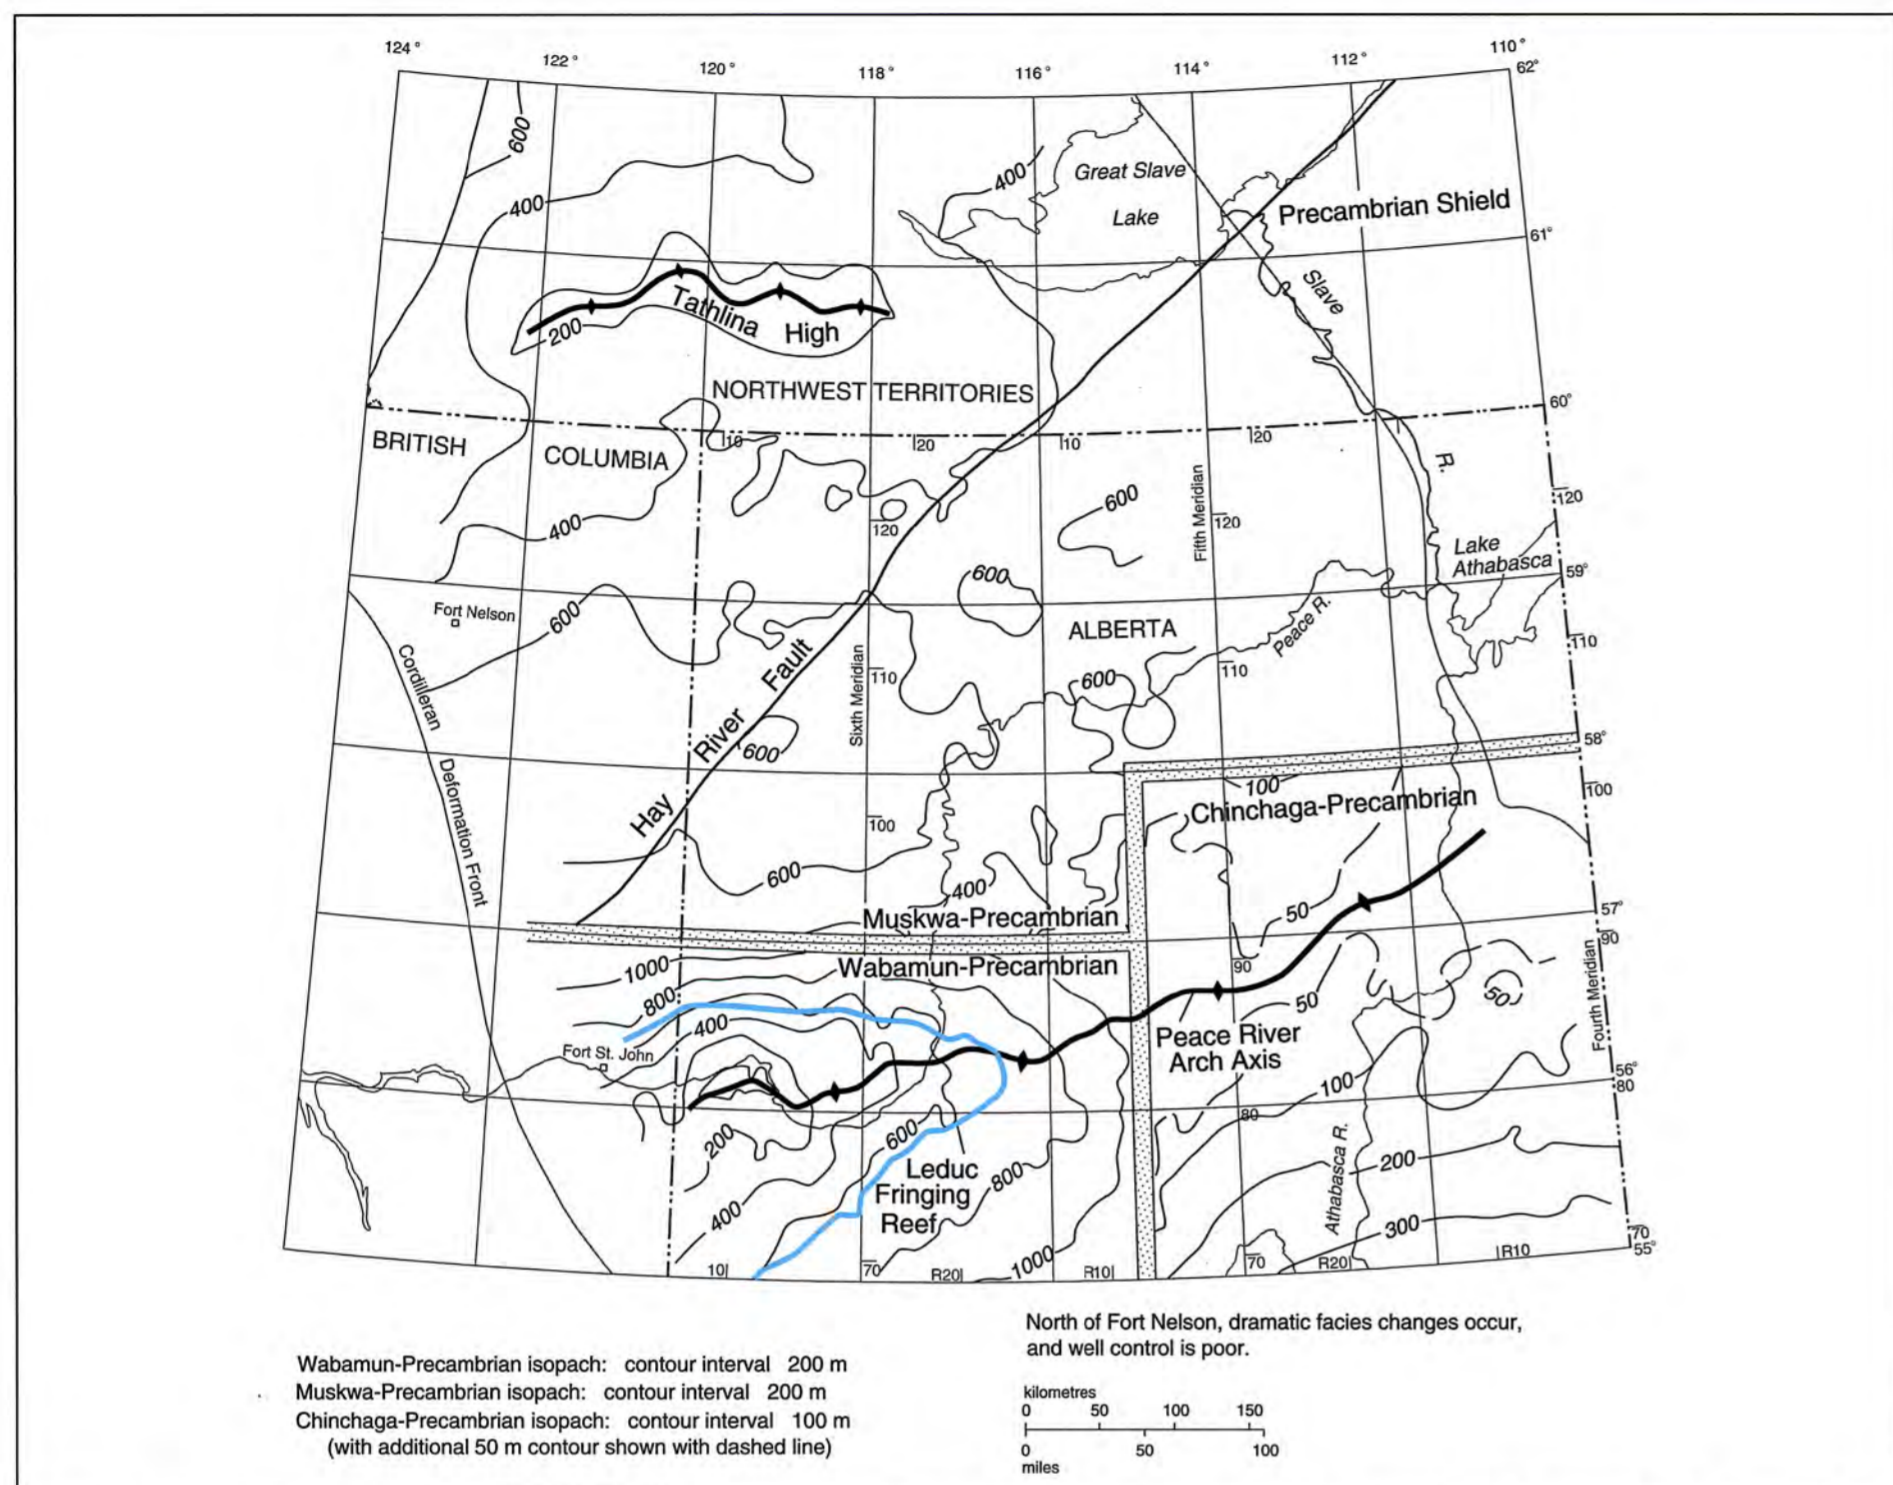 124°
122°
120°
118°
116°
114°
112°
110°
62°
600
400
400
Great Slave
Lake
Precambrian Shield
61°
Slave
R.
Tathlina
High
200
NORTHWEST TERRITORIES
60°
BRITISH
COLUMBIA
10
20
10
20
400
120
600
Fifth Meridian
120
120
Lake
Athabasca
59°
600
Fort Nelson
600
ALBERTA
Peace R.
110
Cordilleran
Deformation Front
Hay River Fault
Sixth Meridian
110
600
110
600
58°
100
100
Chinchaga-Precambrian
100
600
400
50
Muskwa-Precambrian
57°
90
Wabamun-Precambrian
90
1000
800
400
50
50
Fourth Meridian
Fort St. John
Peace River
Arch Axis
56°
80
100
80
200
600
Leduc
Fringing
Reef
800
Athabasca R.
200
400
300
1000
10
70
R20
R10
70
R20
R10
70
55°
North of Fort Nelson, dramatic facies changes occur,
and well control is poor.
Wabamun-Precambrian isopach: contour interval 200 m
Muskwa-Precambrian isopach: contour interval 200 m
Chinchaga-Precambrian isopach: contour interval 100 m
(with additional 50 m contour shown with dashed line)
kilometres
0 50 100 150
0 50 100
miles